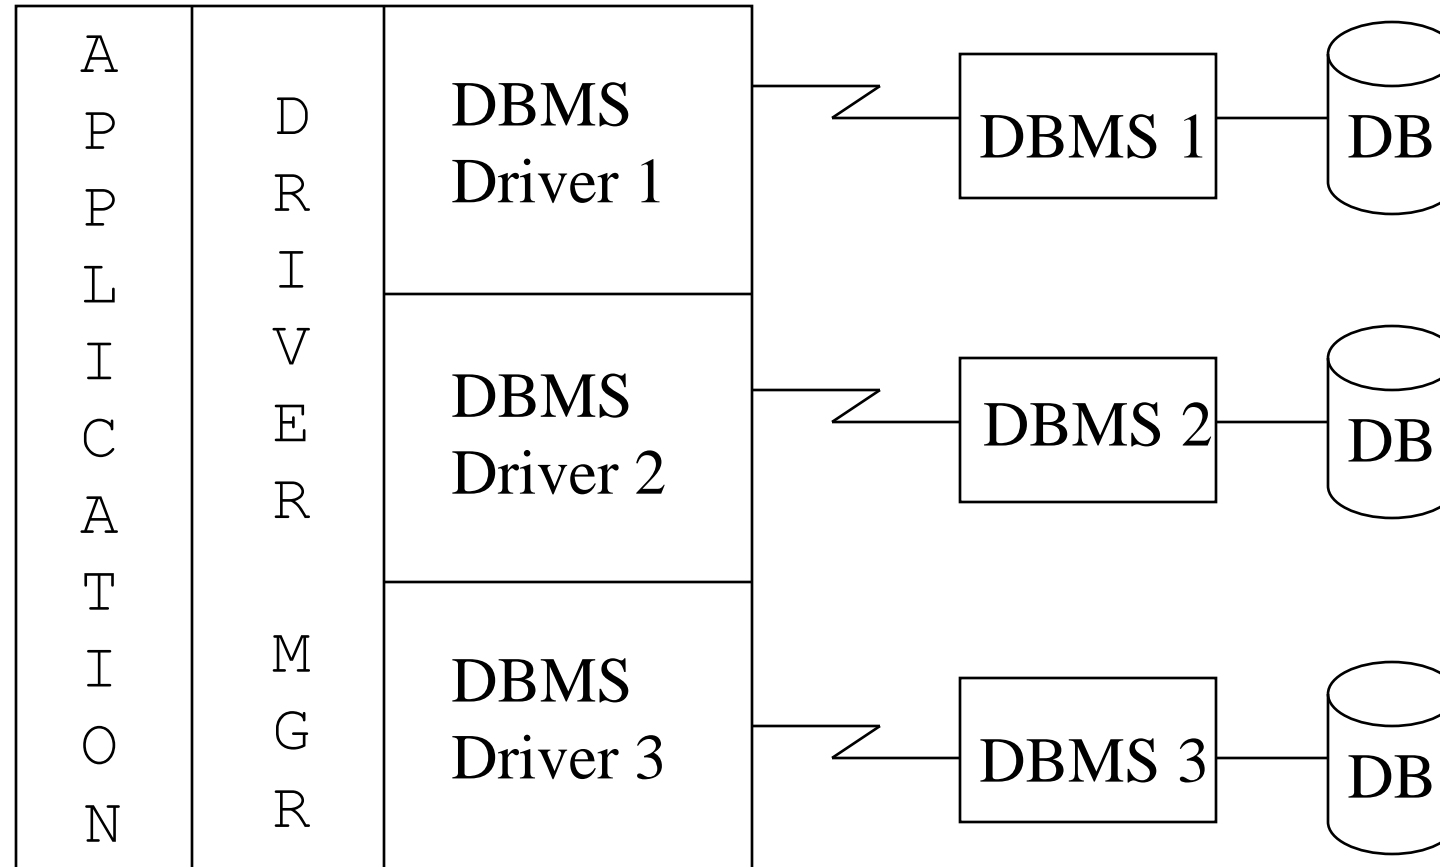 APPLICATION
DRIVER MGR
DBMS
Driver 1
DBMS 1
DB
DBMS
Driver 2
DBMS 2
DB
DBMS
Driver 3
DBMS 3
DB